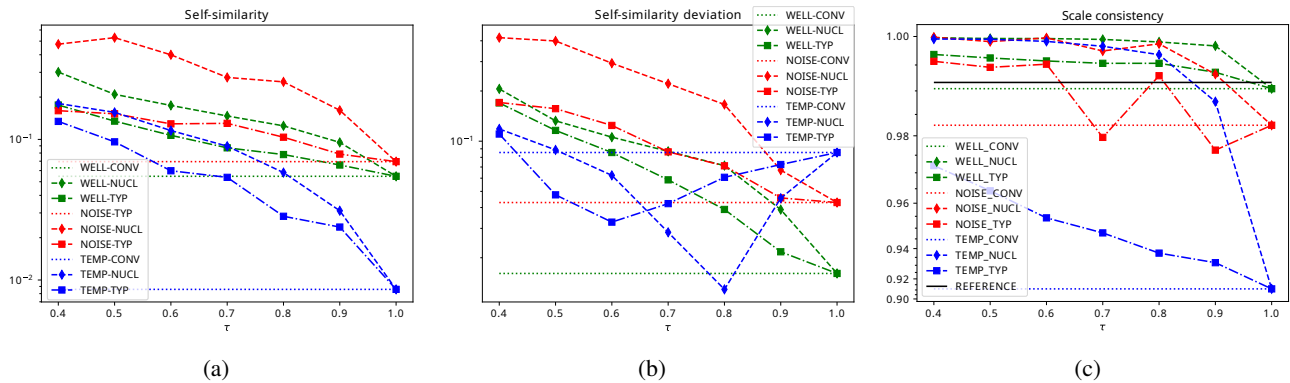 Self-similarity
10⁻¹
10⁻²
WELL-CONV
WELL-NUCL
WELL-TYP
NOISE-TYP
NOISE-NUCL
NOISE-TYP
TEMP-CONV
TEMP-NUCL
TEMP-TYP
0.4 0.5 0.6 0.7 0.8 0.9 1.0
τ
(a)
Self-similarity deviation
10⁻¹
WELL-CONV
WELL-NUCL
WELL-TYP
NOISE-CONV
NOISE-NUCL
NOISE-TYP
TEMP-CONV
TEMP-NUCL
TEMP-TYP
0.4 0.5 0.6 0.7 0.8 0.9 1.0
τ
(b)
Scale consistency
1.00
0.98
0.96
0.94
0.92
0.90
WELL_CONV
WELL_NUCL
WELL_TYP
NOISE_CONV
NOISE_NUCL
NOISE_TYP
TEMP_CONV
TEMP_NUCL
TEMP_TYP
REFERENCE
0.4 0.5 0.6 0.7 0.8 0.9 1.0
τ
(c)